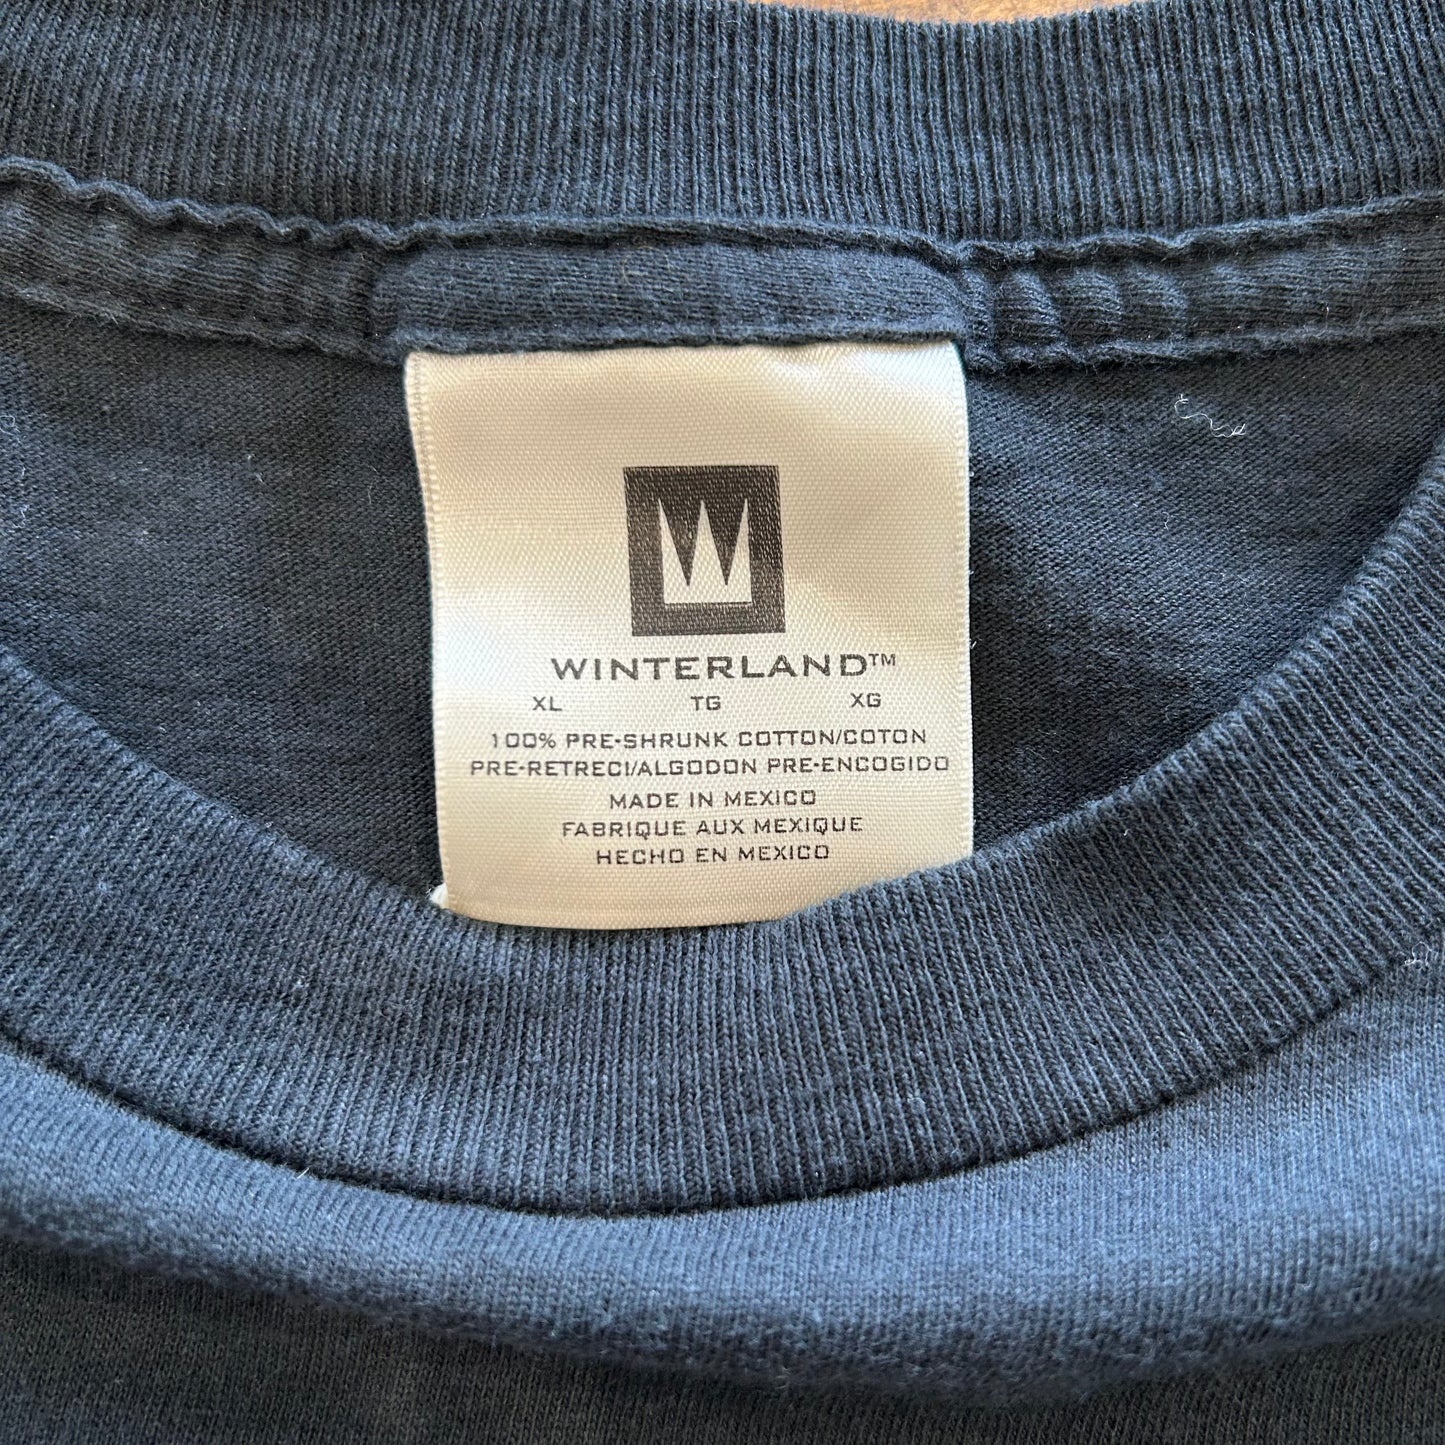 W
WINTERLAND™
XL TG XG
100% PRE-SHRUNK COTTON/COTON
PRE-RETRECI/ALGODON PRE-ENCOGIDO
MADE IN MEXICO
FABRIQUE AUX MEXIQUE
HECHO EN MEXICO